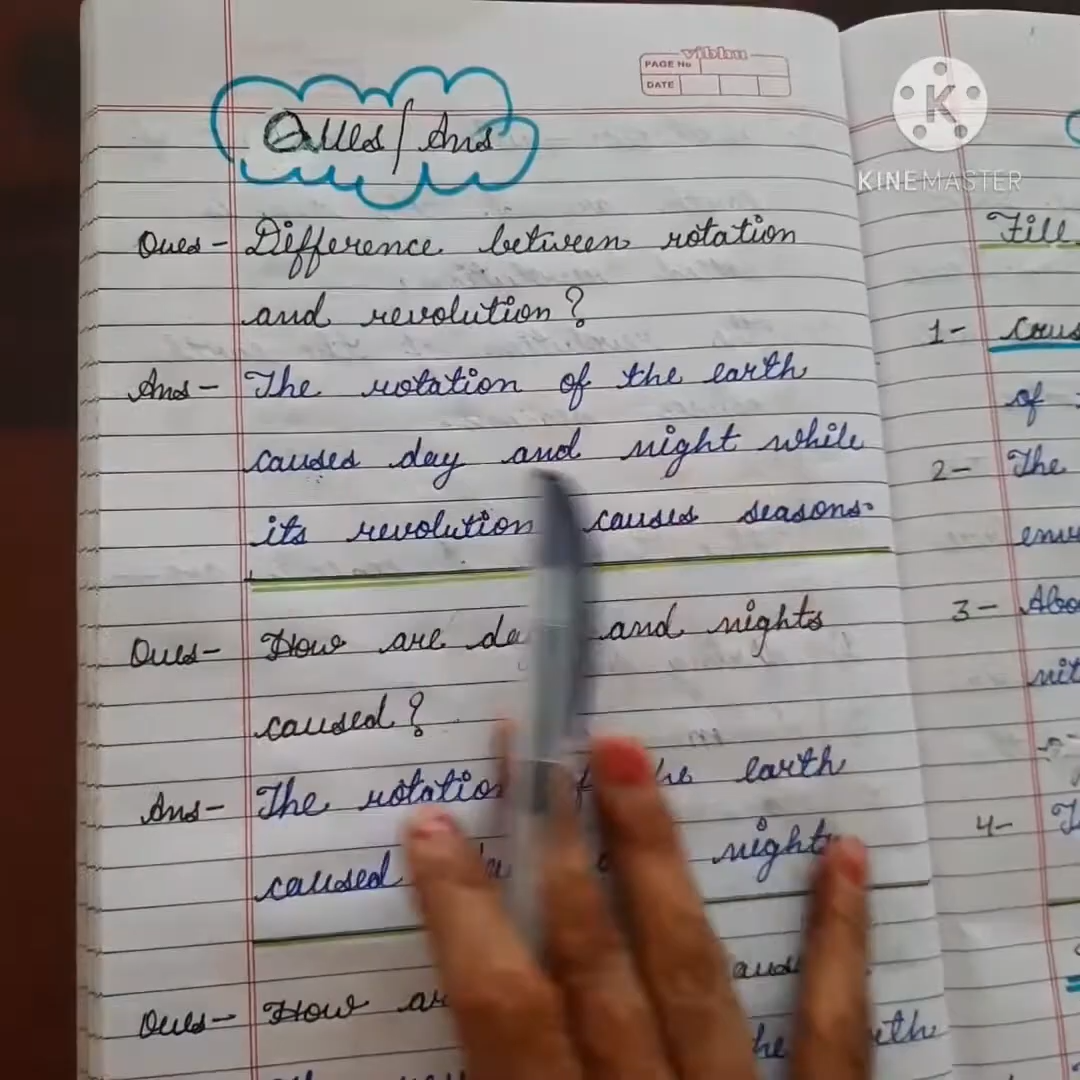 vibhu
PAGE No
DATE
Ques/Ans
Ques- Difference between rotation
and revolution?
Ans- The rotation of the earth
causes day and night while
its revolution causes seasons.
Ques- How are and nights
caused?
Ans- The the earth
caused night
Ques- How
KINEMASTER
Fill
1-
of
2- The
3-
4-